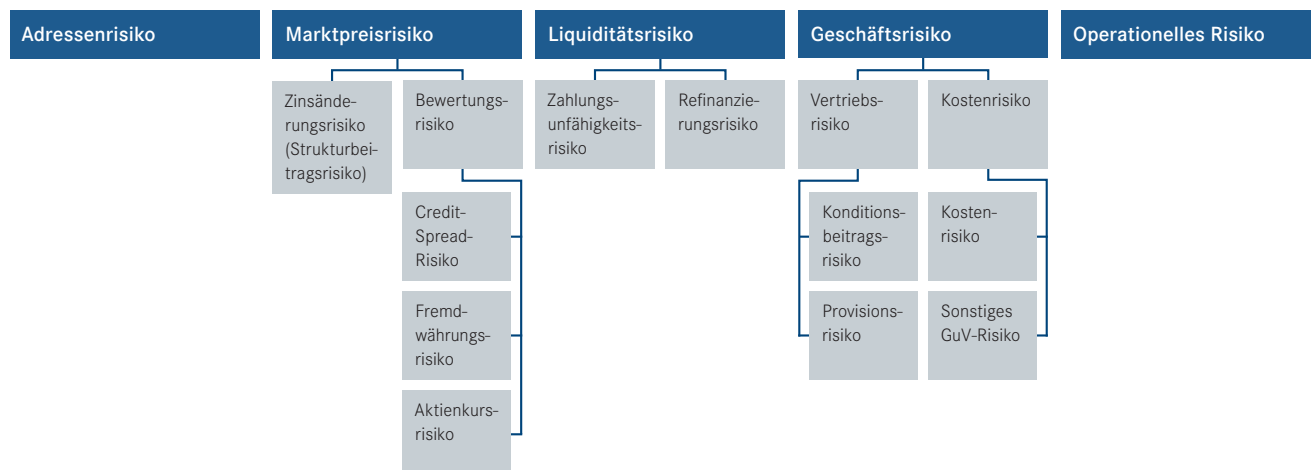 Adressenrisiko
Marktpreisrisiko
Liquiditätsrisiko
Geschäftsrisiko
Operationelles Risiko
Zinsände-
rungsrisiko
(Strukturbei-
tragsrisiko)
Bewertungs-
risiko
Zahlungs-
unfähigkeits-
risiko
Refinanzie-
rungsrisiko
Vertriebs-
risiko
Kostenrisiko
Credit-
Spread-
Risiko
Konditions-
beitrags-
risiko
Kosten-
risiko
Fremd-
währungs-
risiko
Provisions-
risiko
Sonstiges
GuV-Risiko
Aktienkurs-
risiko